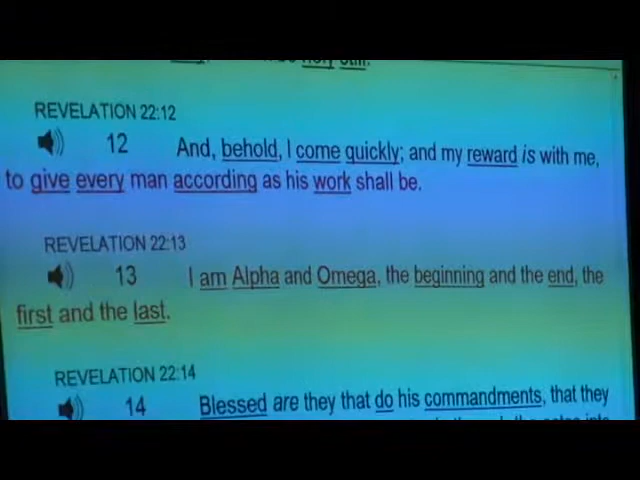 holy still.
REVELATION 22:12
12 And, behold, I come quickly; and my reward is with me,
to give every man according as his work shall be.
REVELATION 22:13
13 I am Alpha and Omega, the beginning and the end, the
first and the last.
REVELATION 22:14
14 Blessed are they that do his commandments, that they